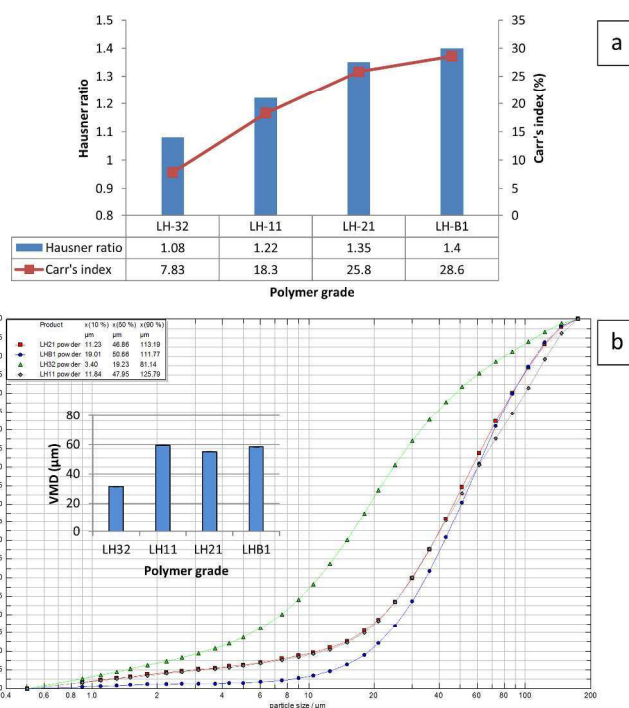 a
1.5
1.4
1.3
1.2
1.1
1
0.9
0.8
Hausner ratio
35
30
25
20
15
10
5
0
Carr's index (%)
LH-32 LH-11 LH-21 LH-B1
Hausner ratio 1.08 1.22 1.35 1.4
Carr's index 7.83 18.3 25.8 28.6
Polymer grade
b
Product x(10 %) x(50 %) x(90 %)
µm µm µm
LH21 powder 11.23 46.86 113.19
LHB1 powder 19.01 50.66 111.77
LH32 powder 3.40 19.23 81.14
LH11 powder 11.84 47.95 125.79
80
60
40
20
0
VMD (µm)
LH32 LH11 LH21 LHB1
Polymer grade
0.4 0.6 0.8 1.0 2 4 6 8 10 20 40 60 80 100 200
particle size / µm